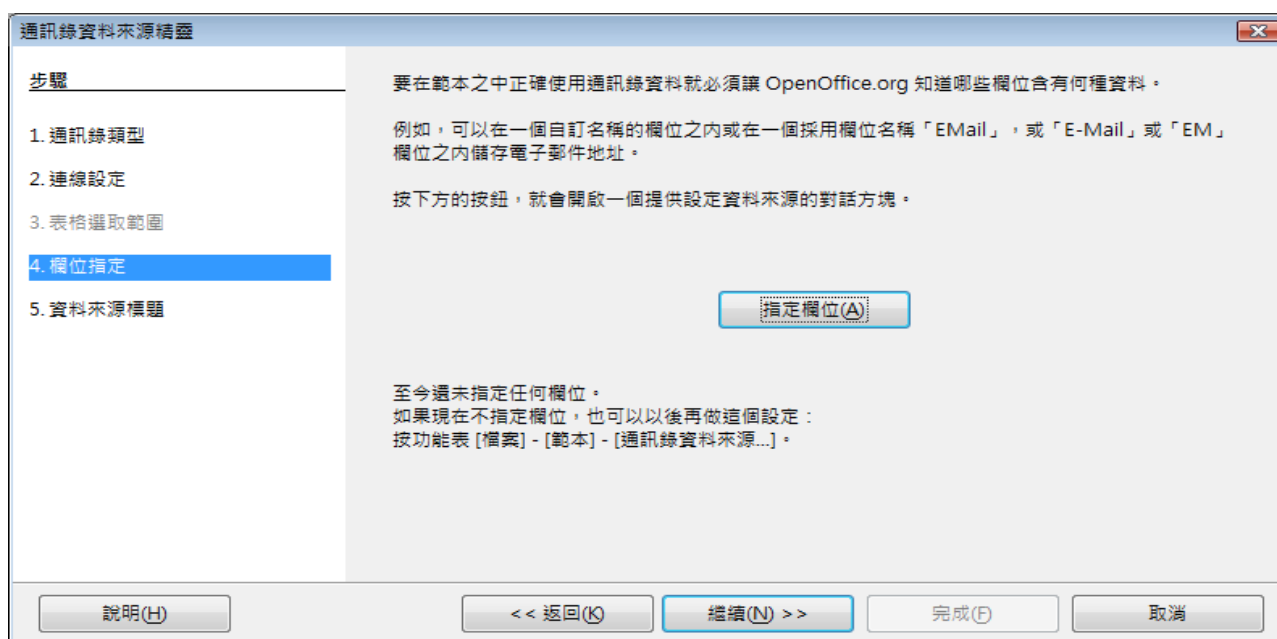 通訊錄資料來源精靈
步驟
1. 通訊錄類型
2. 連線設定
3. 表格選取範圍
4. 欄位指定
5. 資料來源標題
要在範本之中正確使用通訊錄資料就必須讓 OpenOffice.org 知道哪些欄位含有何種資料。
例如，可以在一個自訂名稱的欄位之內或在一個採用欄位名稱「EMail」，或「E-Mail」或「EM」
欄位之內儲存電子郵件地址。
按下方的按鈕，就會開啟一個提供設定資料來源的對話方塊。
指定欄位(A)
至今還未指定任何欄位。
如果現在不指定欄位，也可以以後再做這個設定：
按功能表 [檔案] - [範本] - [通訊錄資料來源...]。
說明(H)
<< 返回(K)
繼續(N) >>
完成(F)
取消